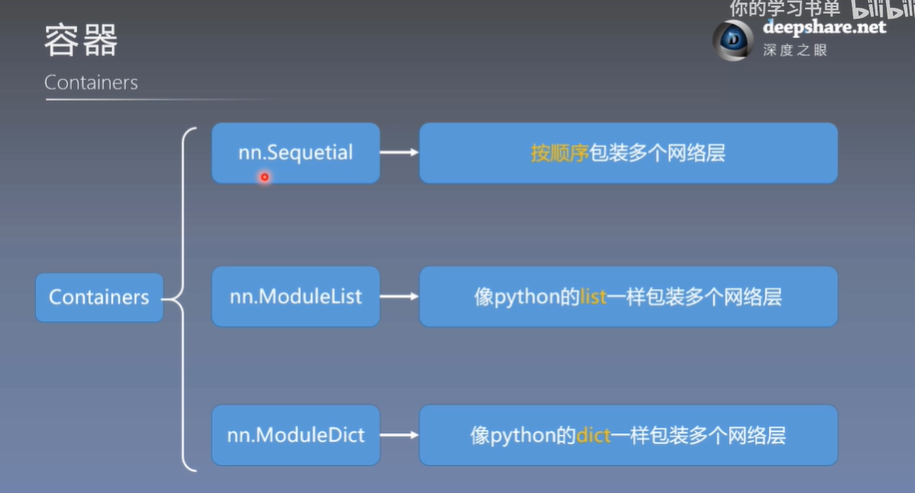 你的学习书单 bilibili
容器
deepshare.net
深度之眼
Containers
nn.Sequetial
按顺序包装多个网络层
Containers
nn.ModuleList
像python的list一样包装多个网络层
nn.ModuleDict
像python的dict一样包装多个网络层